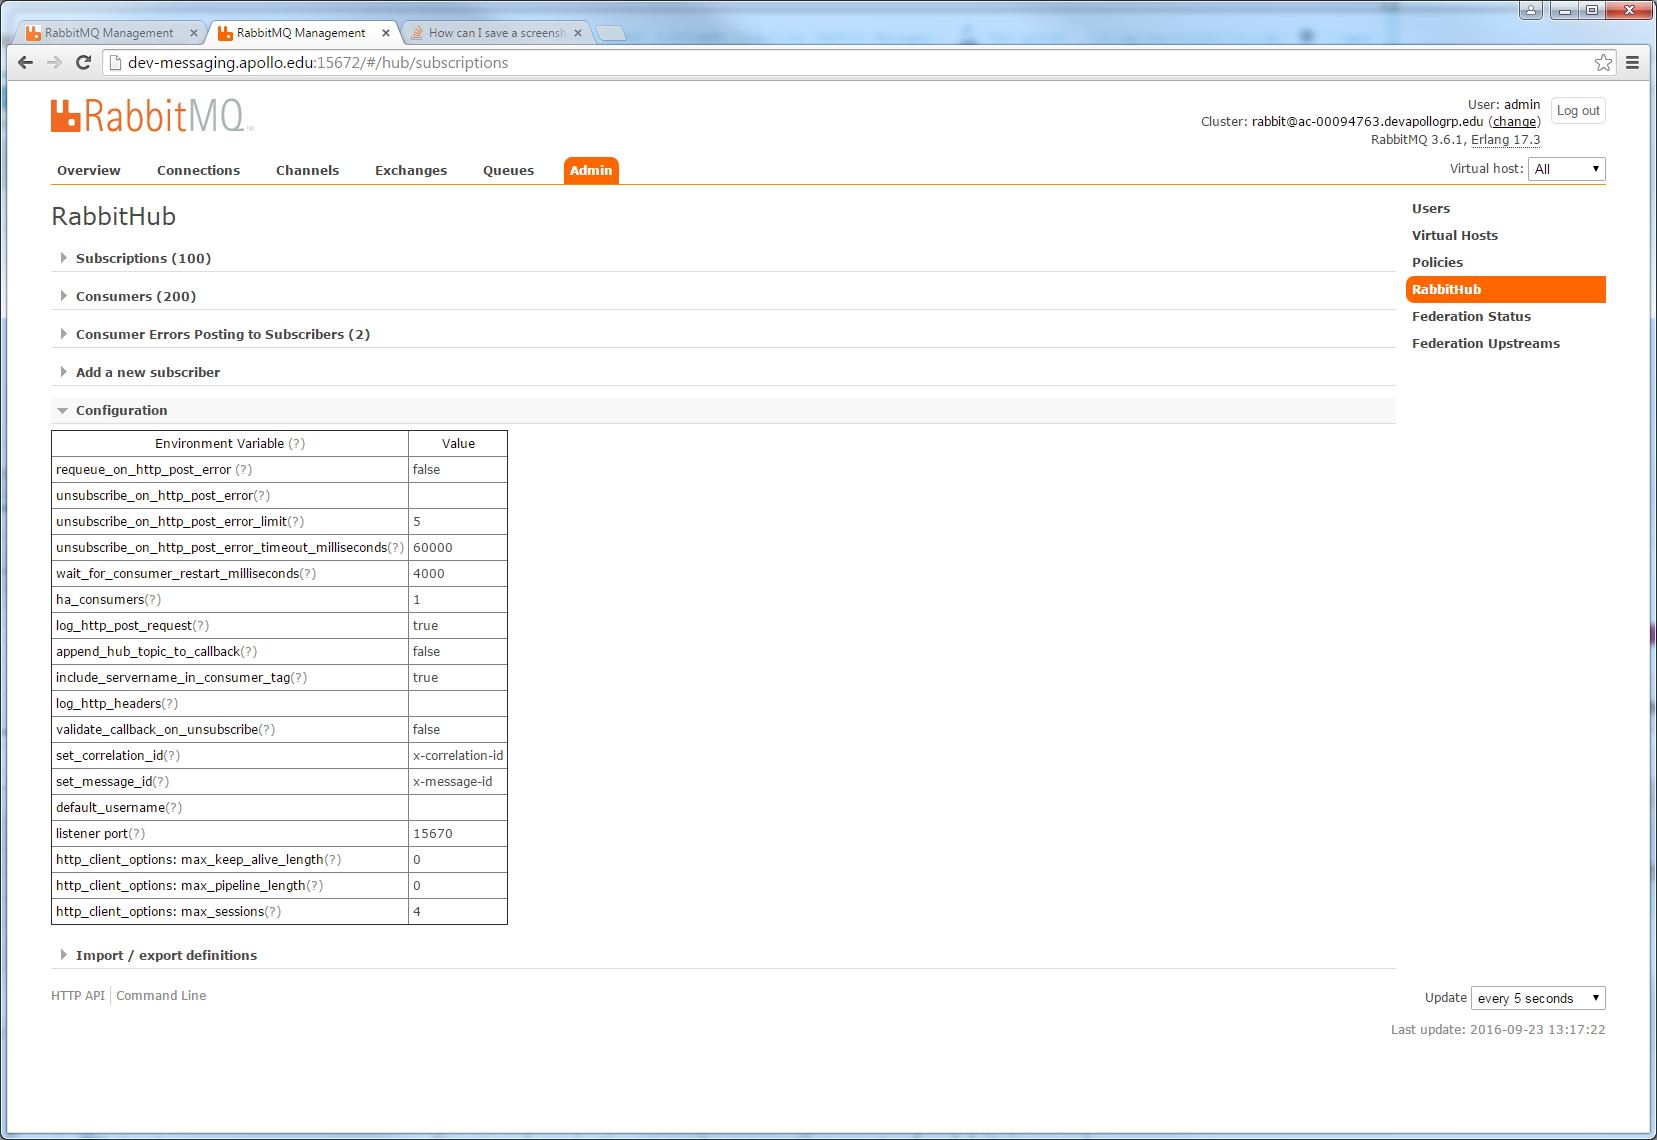 RabbitMQ Management
RabbitMQ Management
How can I save a screensh
dev-messaging.apollo.edu:15672/#/hub/subscriptions
RabbitMQ TM
User: admin
Log out
Cluster: rabbit@ac-00094763.devapollogrp.edu (change)
RabbitMQ 3.6.1, Erlang 17.3
Overview Connections Channels Exchanges Queues Admin
Virtual host: All
RabbitHub
Subscriptions (100)
Consumers (200)
Consumer Errors Posting to Subscribers (2)
Add a new subscriber
Configuration
Environment Variable (?) Value
requeue_on_http_post_error (?) false
unsubscribe_on_http_post_error(?)
unsubscribe_on_http_post_error_limit(?) 5
unsubscribe_on_http_post_error_timeout_milliseconds(?) 60000
wait_for_consumer_restart_milliseconds(?) 4000
ha_consumers(?) 1
log_http_post_request(?) true
append_hub_topic_to_callback(?) false
include_servername_in_consumer_tag(?) true
log_http_headers(?)
validate_callback_on_unsubscribe(?) false
set_correlation_id(?) x-correlation-id
set_message_id(?) x-message-id
default_username(?)
listener port(?) 15670
http_client_options: max_keep_alive_length(?) 0
http_client_options: max_pipeline_length(?) 0
http_client_options: max_sessions(?) 4
Import / export definitions
Users
Virtual Hosts
Policies
RabbitHub
Federation Status
Federation Upstreams
HTTP API Command Line
Update every 5 seconds
Last update: 2016-09-23 13:17:22